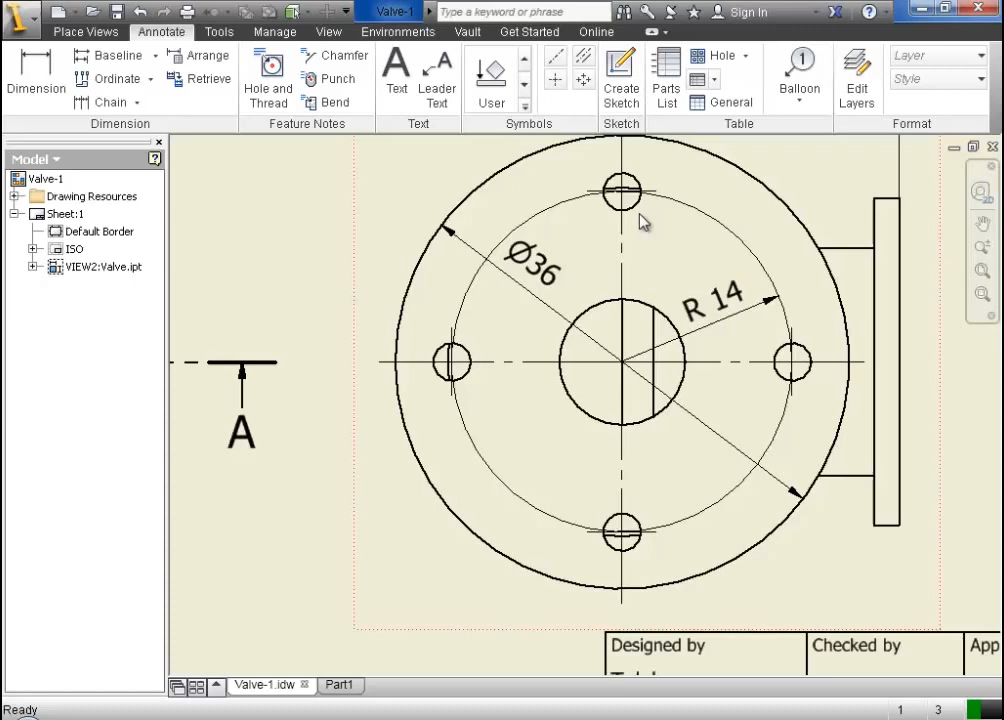 Valve-1
Type a keyword or phrase
Sign In
Place Views
Annotate
Tools
Manage
View
Environments
Vault
Get Started
Online
Dimension
Baseline
Ordinate
Chain
Arrange
Retrieve
Dimension
Hole and
Thread
Chamfer
Punch
Bend
Feature Notes
Text
Leader
Text
Text
User
Symbols
Create
Sketch
Sketch
Parts
List
Hole
General
Table
1
Balloon
Edit
Layers
Layer
Style
Format
Model
Valve-1
Drawing Resources
Sheet:1
Default Border
ISO
VIEW2:Valve.ipt
2D
Ø36
R 14
A
Designed by
Checked by
App
Valve-1.idw
Part1
Ready
1
3